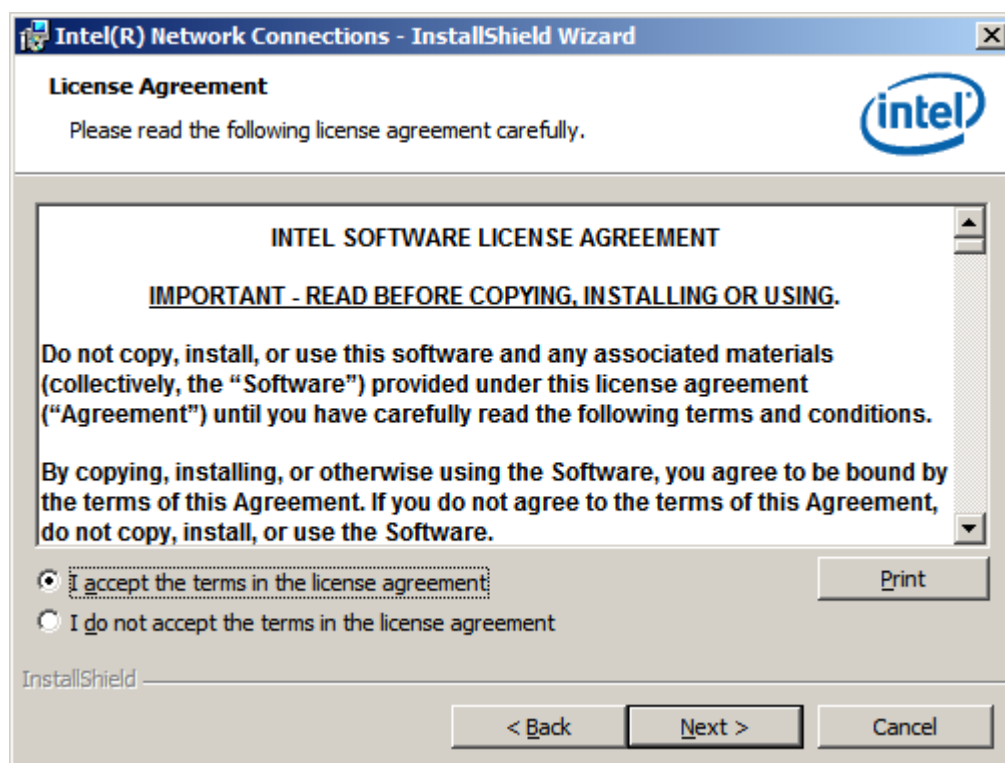 Intel(R) Network Connections - InstallShield Wizard
License Agreement
Please read the following license agreement carefully.
intel
INTEL SOFTWARE LICENSE AGREEMENT
IMPORTANT - READ BEFORE COPYING, INSTALLING OR USING.
Do not copy, install, or use this software and any associated materials
(collectively, the “Software”) provided under this license agreement
(“Agreement”) until you have carefully read the following terms and conditions.
By copying, installing, or otherwise using the Software, you agree to be bound by
the terms of this Agreement. If you do not agree to the terms of this Agreement,
do not copy, install, or use the Software.
I accept the terms in the license agreement
Print
I do not accept the terms in the license agreement
InstallShield
< Back
Next >
Cancel